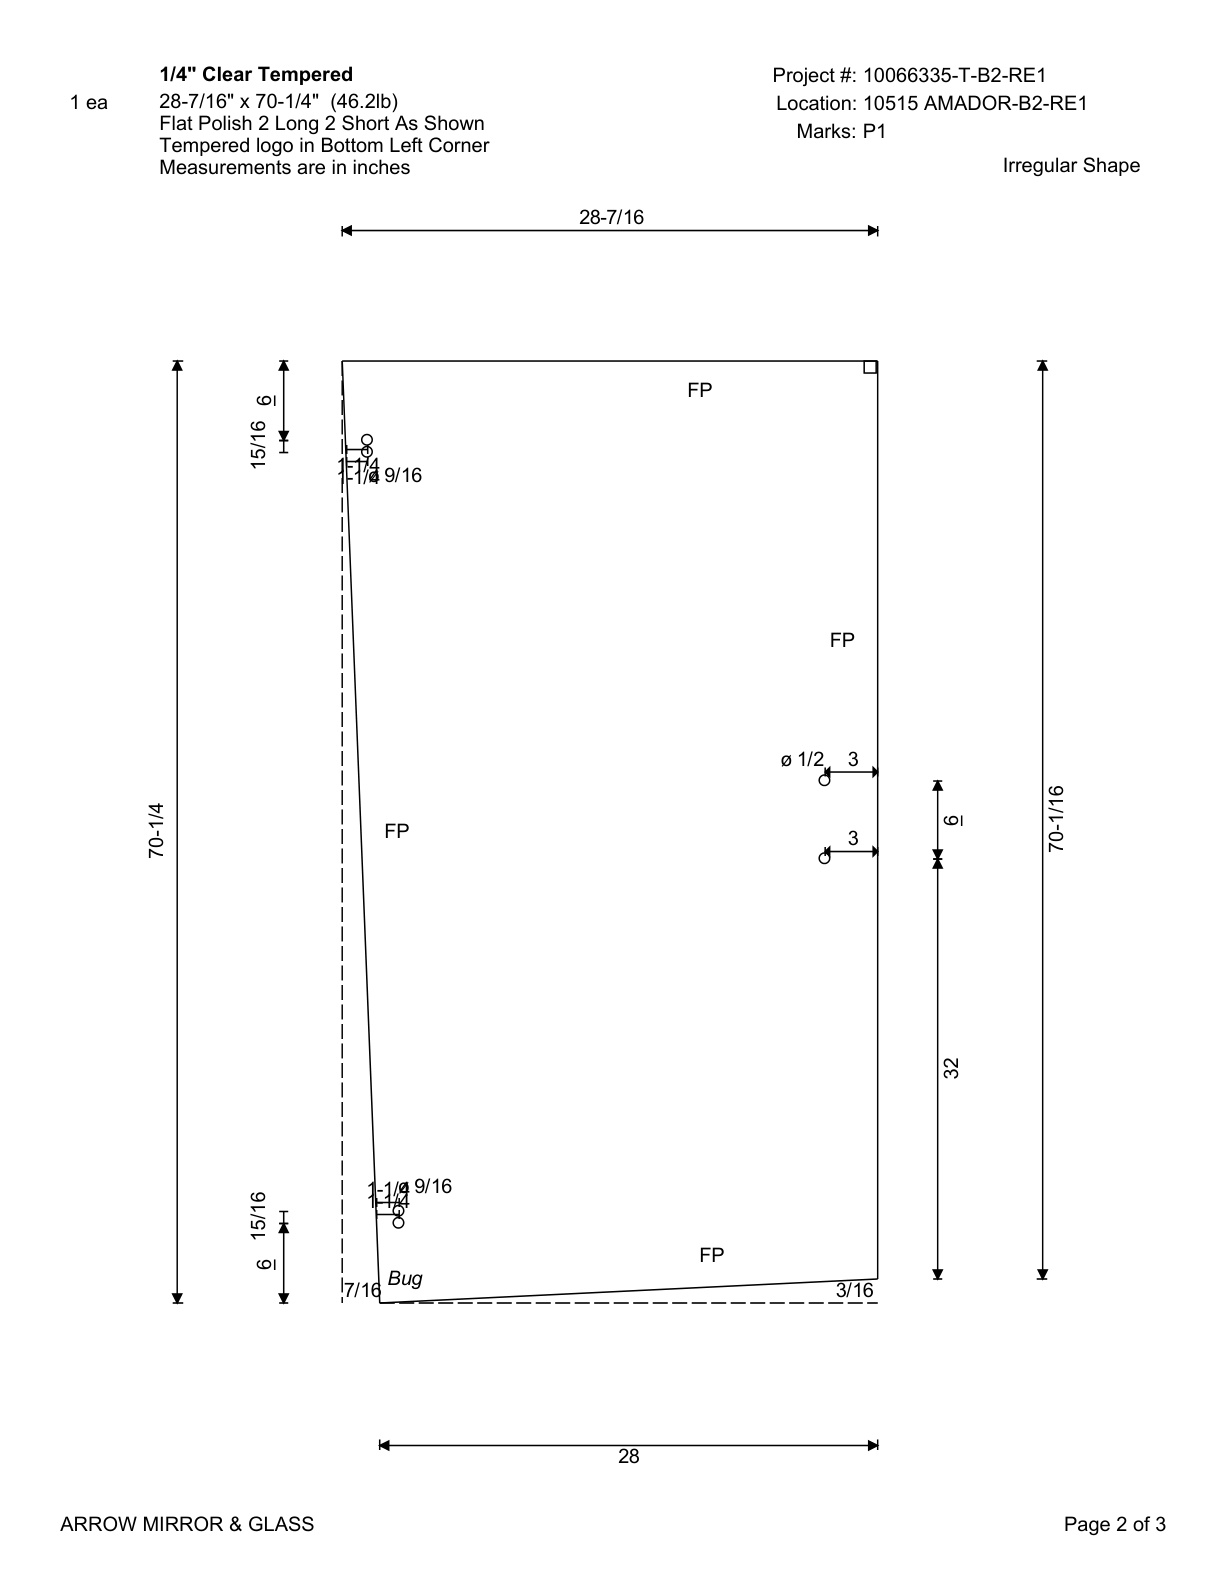 1/4" Clear Tempered
Project #: 10066335-T-B2-RE1
1 ea
28-7/16" x 70-1/4" (46.2lb)
Location: 10515 AMADOR-B2-RE1
Flat Polish 2 Long 2 Short As Shown
Marks: P1
Tempered logo in Bottom Left Corner
Measurements are in inches
Irregular Shape
28-7/16
FP
6
15/16
1-1/4
1-1/4
ø 9/16
FP
ø 1/2
3
6
70-1/4
70-1/16
FP
3
32
15/16
1-1/4
ø 9/16
1-1/4
6
FP
Bug
7/16
3/16
28
ARROW MIRROR & GLASS
Page 2 of 3